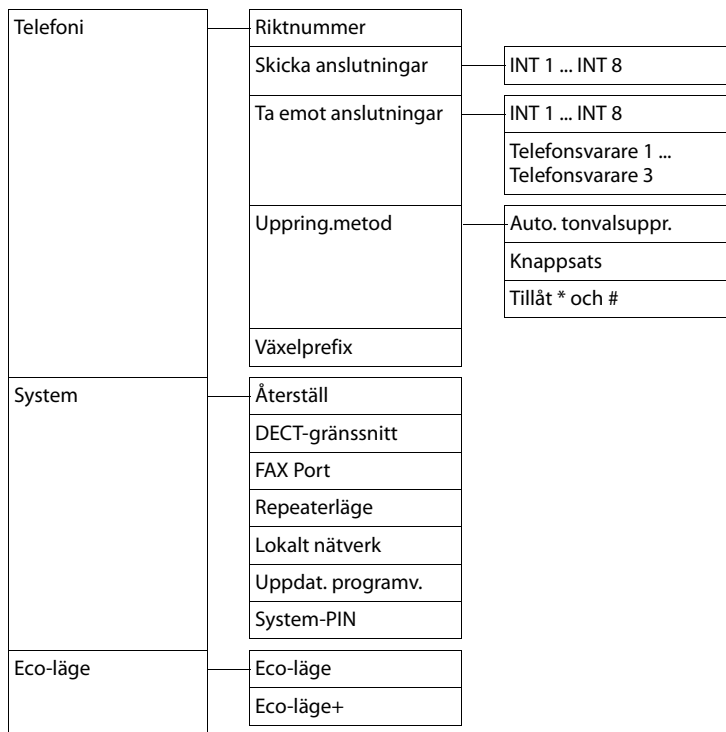 Telefoni
Riktnummer
Skicka anslutningar
INT 1 ... INT 8
Ta emot anslutningar
INT 1 ... INT 8
Telefonsvarare 1 ...
Telefonsvarare 3
Uppring.metod
Auto. tonvalsuppr.
Knappsats
Tillåt * och #
Växelprefix
System
Återställ
DECT-gränssnitt
FAX Port
Repeaterläge
Lokalt nätverk
Uppdat. programv.
System-PIN
Eco-läge
Eco-läge
Eco-läge+